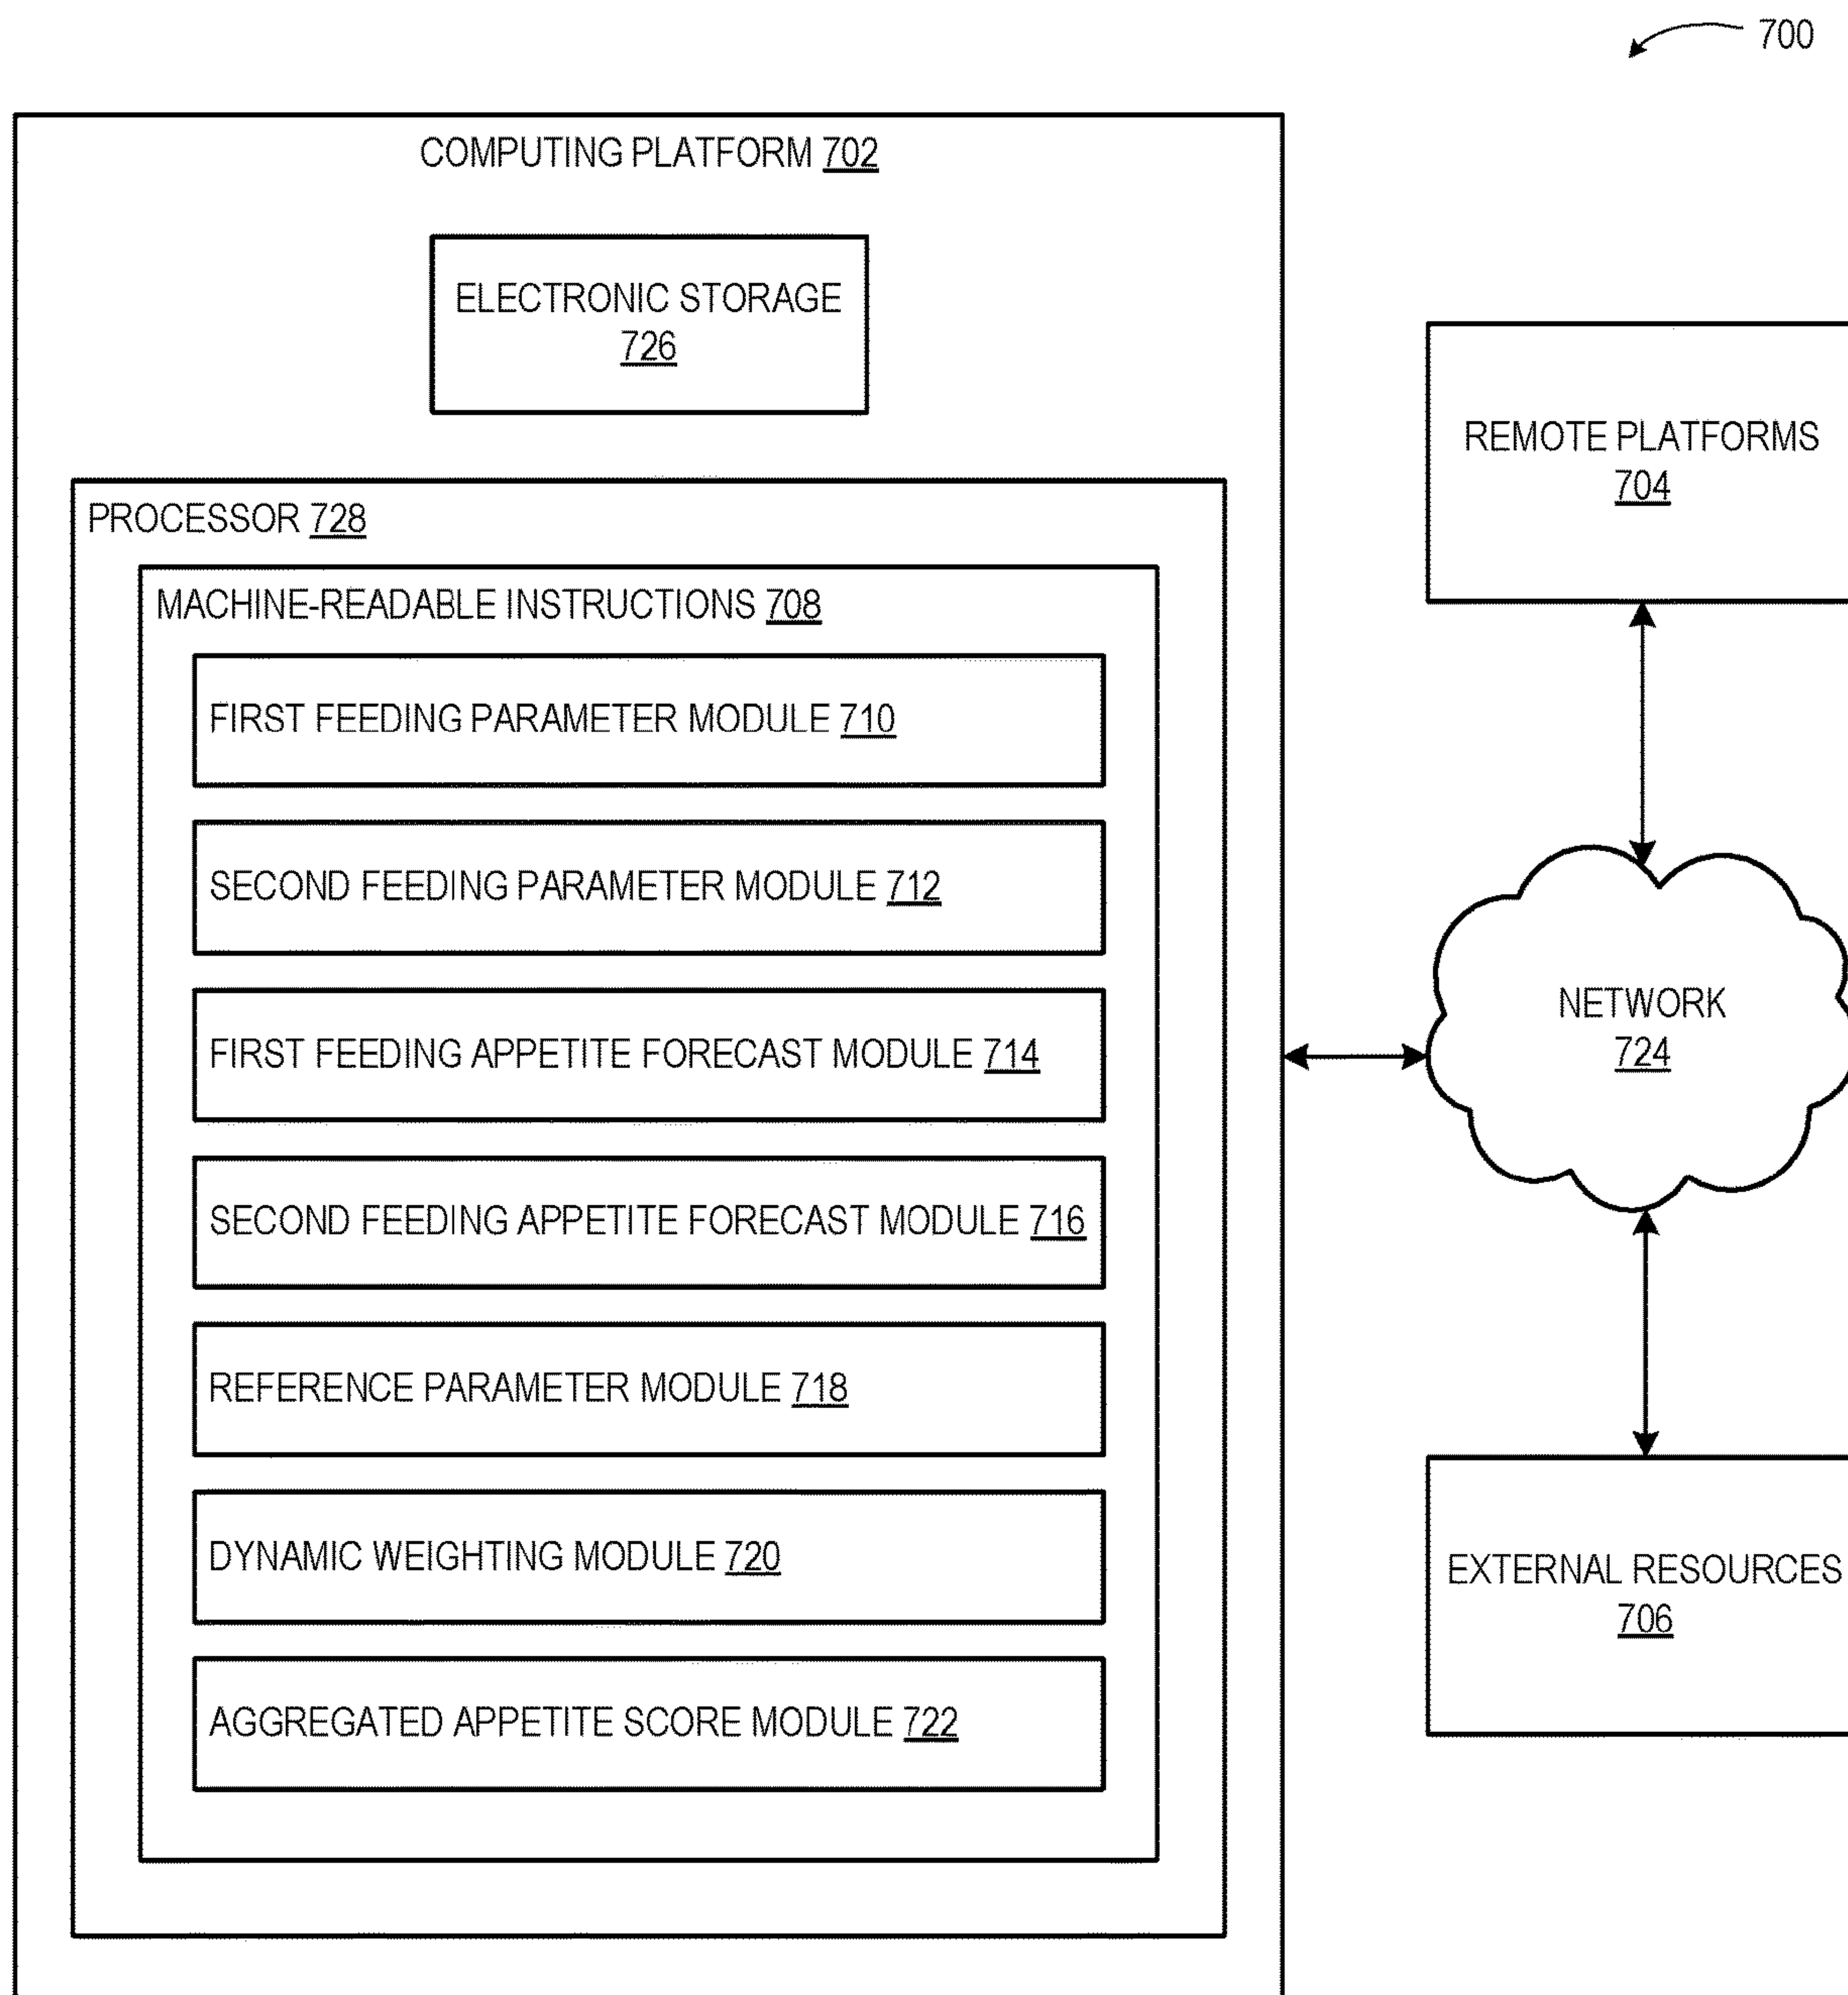 700
COMPUTING PLATFORM 702
ELECTRONIC STORAGE
726
PROCESSOR 728
MACHINE-READABLE INSTRUCTIONS 708
FIRST FEEDING PARAMETER MODULE 710
SECOND FEEDING PARAMETER MODULE 712
FIRST FEEDING APPETITE FORECAST MODULE 714
SECOND FEEDING APPETITE FORECAST MODULE 716
REFERENCE PARAMETER MODULE 718
DYNAMIC WEIGHTING MODULE 720
AGGREGATED APPETITE SCORE MODULE 722
REMOTE PLATFORMS
704
NETWORK
724
EXTERNAL RESOURCES
706